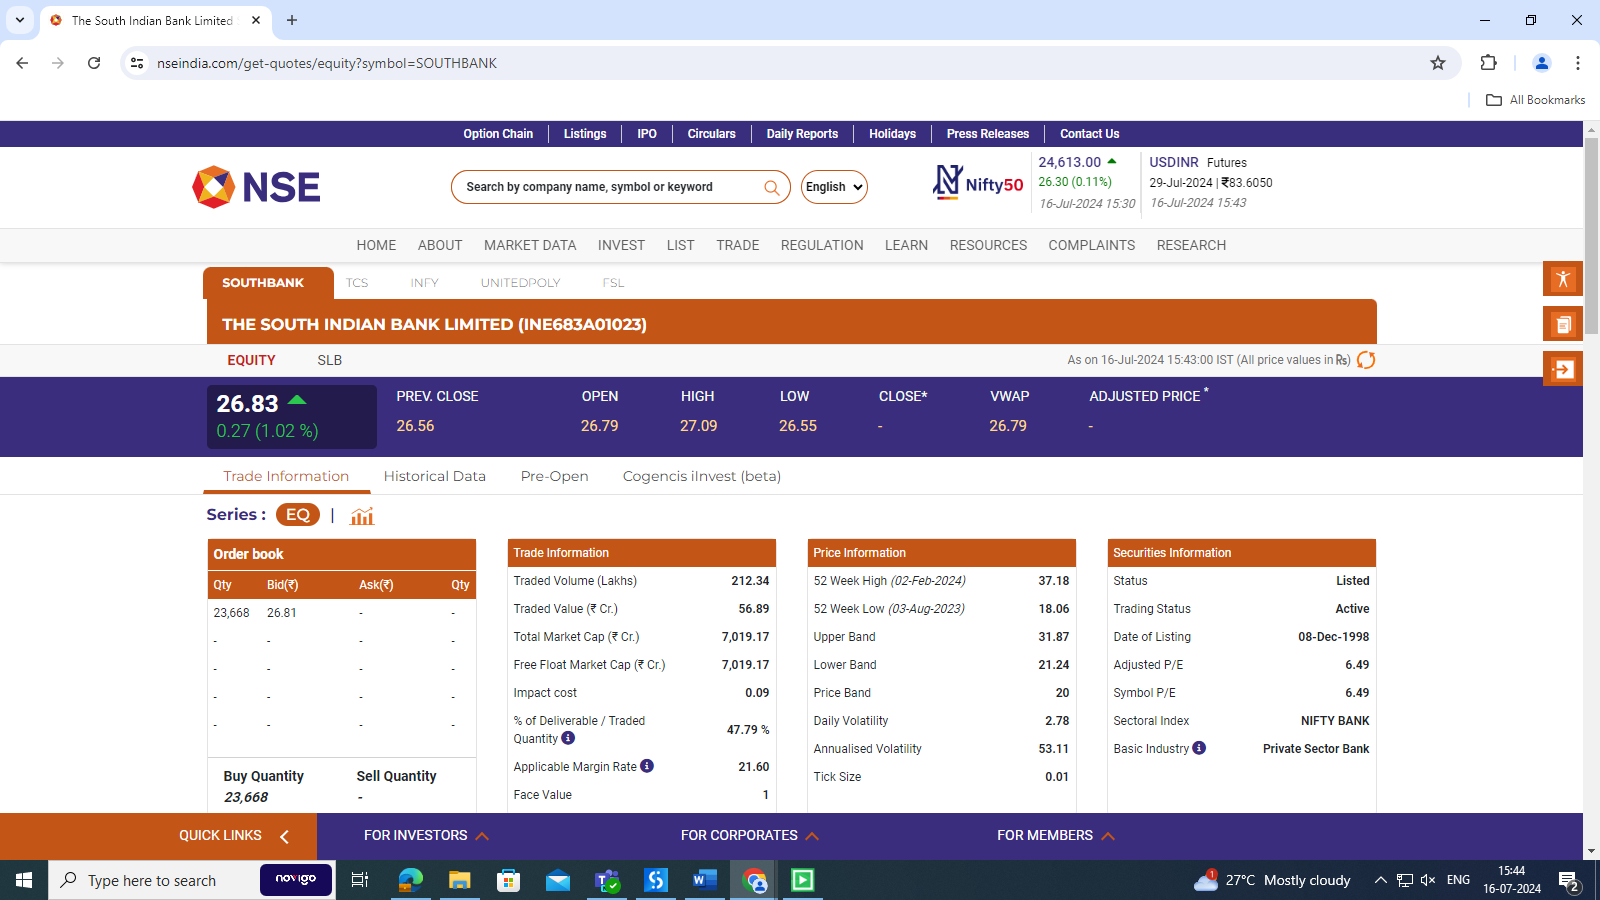 The South Indian Bank Limited
nseindia.com/get-quotes/equity?symbol=SOUTHBANK
All Bookmarks
Option Chain Listings IPO Circulars Daily Reports Holidays Press Releases Contact Us
NSE
Search by company name, symbol or keyword
English
Nifty50
24,613.00
26.30 (0.11%)
16-Jul-2024 15:30
USDINR Futures
29-Jul-2024 | ₹83.6050
16-Jul-2024 15:43
HOME ABOUT MARKET DATA INVEST LIST TRADE REGULATION LEARN RESOURCES COMPLAINTS RESEARCH
SOUTHBANK TCS INFY UNITEDPOLY FSL
THE SOUTH INDIAN BANK LIMITED (INE683A01023)
EQUITY SLB
As on 16-Jul-2024 15:43:00 IST (All price values in ₨)
26.83
0.27 (1.02 %)
PREV. CLOSE OPEN HIGH LOW CLOSE* VWAP ADJUSTED PRICE *
26.56 26.79 27.09 26.55 - 26.79 -
Trade Information Historical Data Pre-Open Cogencis iInvest (beta)
Series : EQ |
Order book
Qty Bid(₹) Ask(₹) Qty
23,668 26.81 - -
- - - -
- - - -
- - - -
- - - -
Buy Quantity Sell Quantity
23,668 -
Trade Information
Traded Volume (Lakhs) 212.34
Traded Value (₹ Cr.) 56.89
Total Market Cap (₹ Cr.) 7,019.17
Free Float Market Cap (₹ Cr.) 7,019.17
Impact cost 0.09
% of Deliverable / Traded
Quantity 47.79 %
Applicable Margin Rate 21.60
Face Value 1
Price Information
52 Week High (02-Feb-2024) 37.18
52 Week Low (03-Aug-2023) 18.06
Upper Band 31.87
Lower Band 21.24
Price Band 20
Daily Volatility 2.78
Annualised Volatility 53.11
Tick Size 0.01
Securities Information
Status Listed
Trading Status Active
Date of Listing 08-Dec-1998
Adjusted P/E 6.49
Symbol P/E 6.49
Sectoral Index NIFTY BANK
Basic Industry Private Sector Bank
QUICK LINKS FOR INVESTORS FOR CORPORATES FOR MEMBERS
Type here to search
novigo
1
27°C Mostly cloudy
ENG
15:44
16-07-2024
2